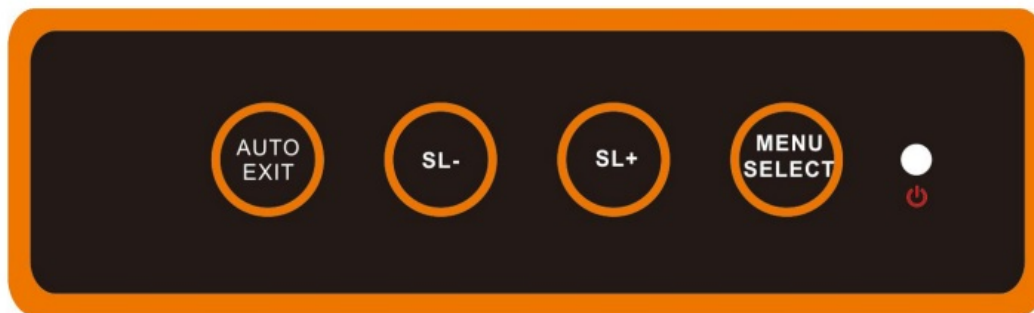 AUTO
EXIT
SL-
SL+
MENU
SELECT